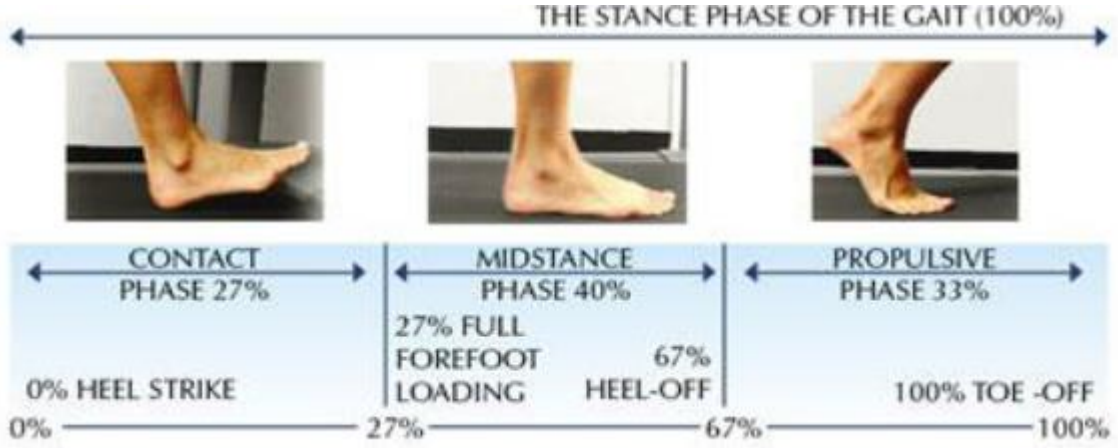 THE STANCE PHASE OF THE GAIT (100%)
CONTACT
PHASE 27%
MIDSTANCE
PHASE 40%
PROPULSIVE
PHASE 33%
0% HEEL STRIKE
27% FULL
FOREFOOT
LOADING
67%
HEEL-OFF
100% TOE -OFF
0%
27%
67%
100%